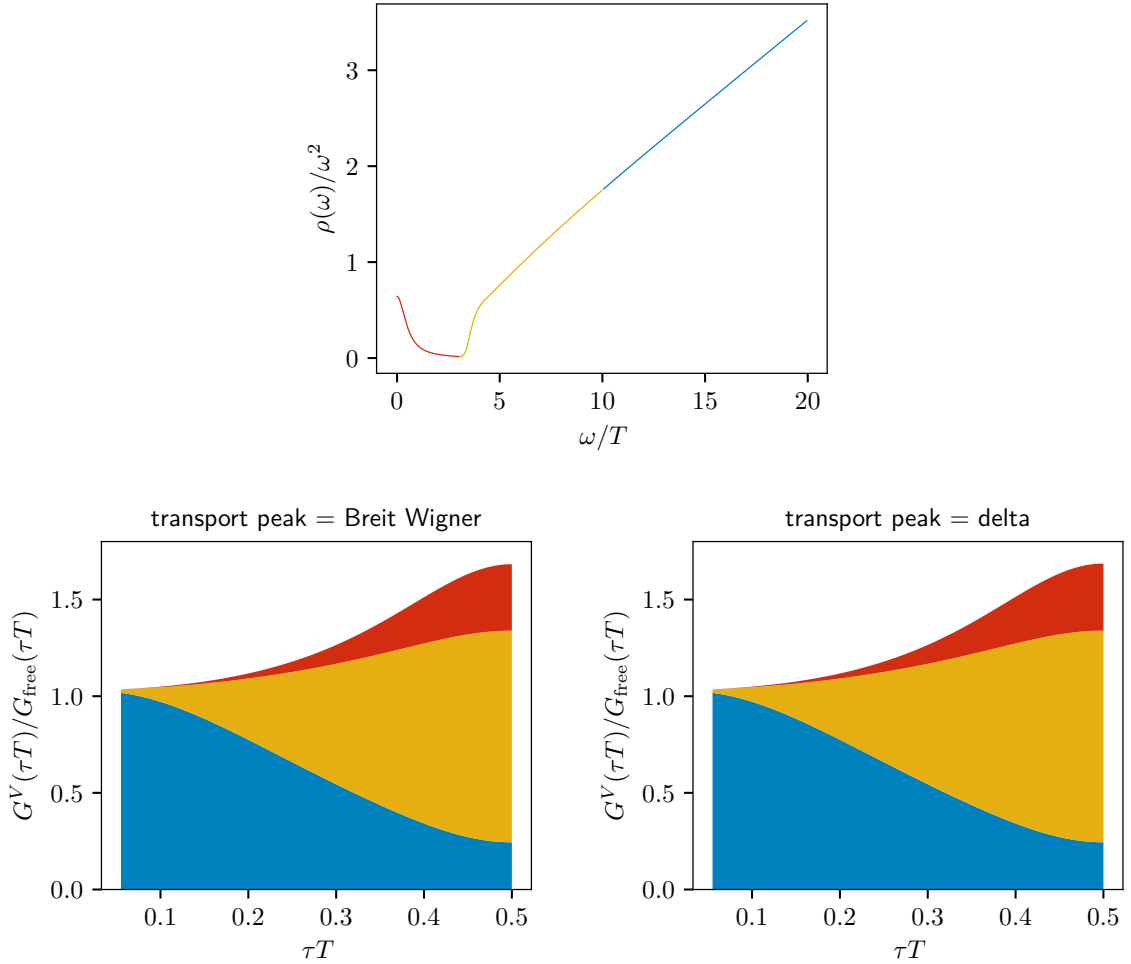 3
2
1
0
ρ(ω)/ω²
0 5 10 15 20
ω/T
transport peak = Breit Wigner
1.5
1.0
0.5
0.0
G^V(τT)/G_free(τT)
0.1 0.2 0.3 0.4 0.5
τT
transport peak = delta
1.5
1.0
0.5
0.0
G^V(τT)/G_free(τT)
0.1 0.2 0.3 0.4 0.5
τT